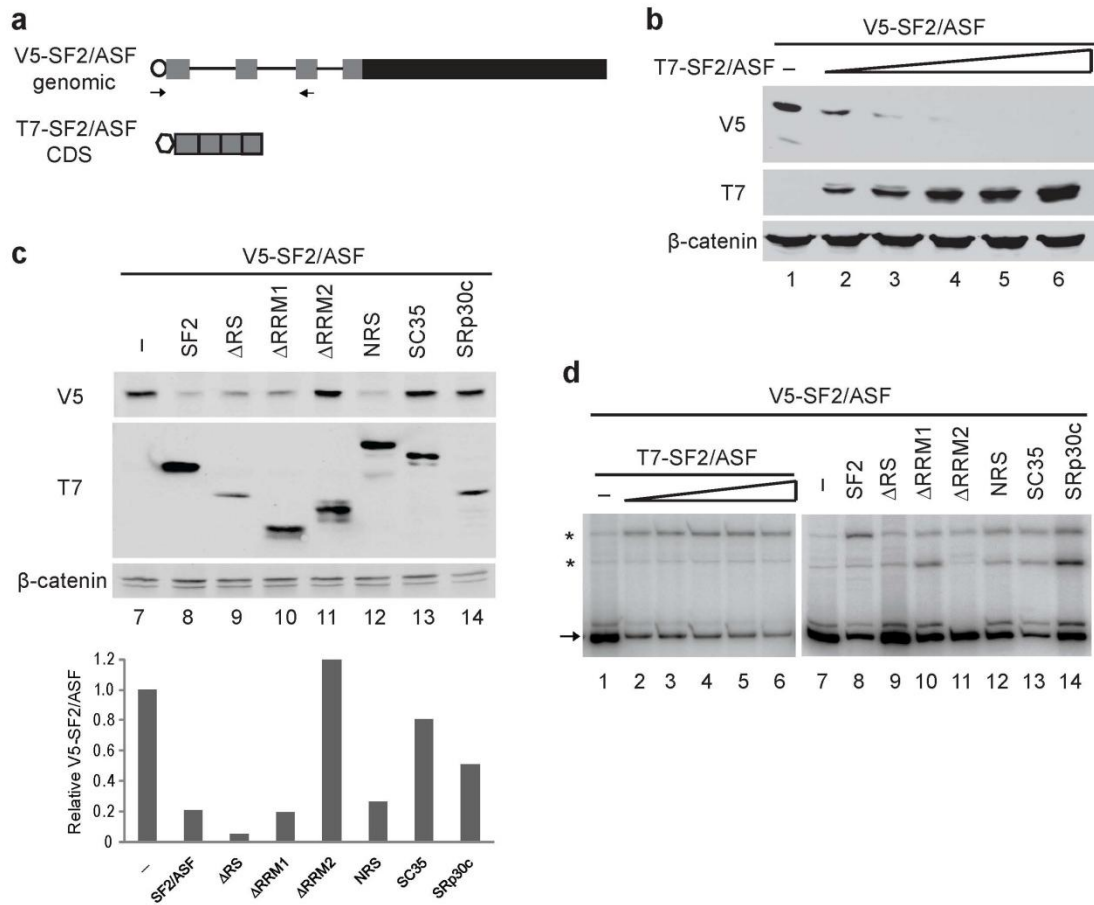 a
V5-SF2/ASF
genomic
T7-SF2/ASF
CDS
b
V5-SF2/ASF
T7-SF2/ASF –
V5
T7
β-catenin
1 2 3 4 5 6
c
V5-SF2/ASF
– SF2 ΔRS ΔRRM1 ΔRRM2 NRS SC35 SRp30c
V5
T7
β-catenin
7 8 9 10 11 12 13 14
Relative V5-SF2/ASF
1.2
1.0
0.8
0.6
0.4
0.2
0
– SF2/ASF ΔRS ΔRRM1 ΔRRM2 NRS SC35 SRp30c
d
V5-SF2/ASF
T7-SF2/ASF
– – SF2 ΔRS ΔRRM1 ΔRRM2 NRS SC35 SRp30c
*
*
1 2 3 4 5 6 7 8 9 10 11 12 13 14